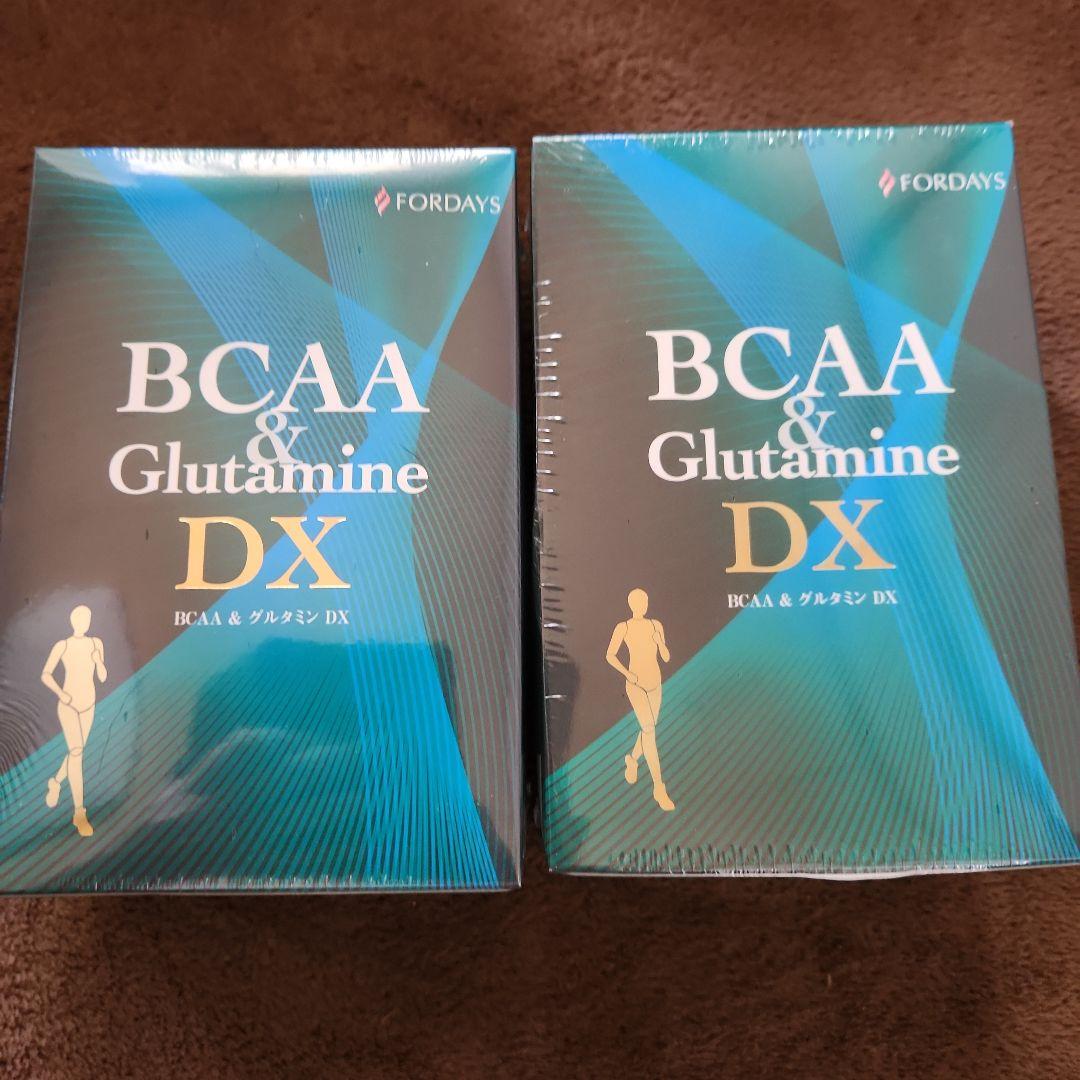 FORDAYS
BCAA
&
Glutamine
DX
BCAA & グルタミン DX
FORDAYS
BCAA
&
Glutamine
DX
BCAA & グルタミン DX